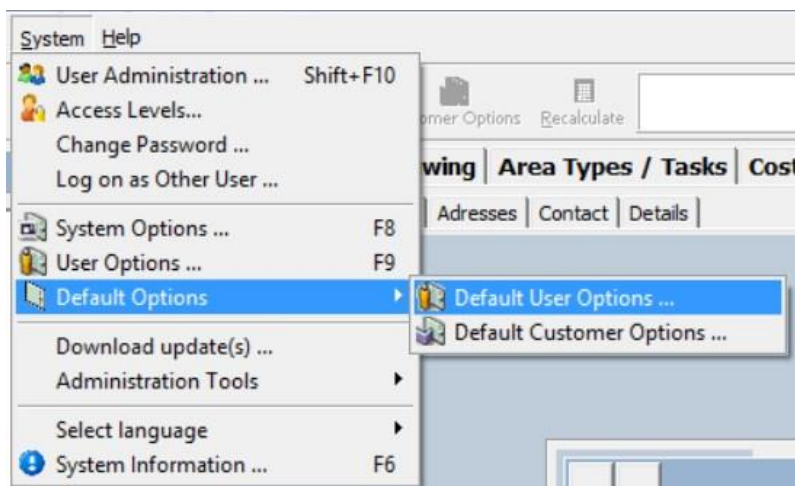 System Help
User Administration ... Shift+F10
Access Levels...
Change Password ...
Log on as Other User ...
System Options ... F8
User Options ... F9
Default Options
Download update(s) ...
Administration Tools
Select language
System Information ... F6
Default User Options ...
Default Customer Options ...
omer Options Recalculate
wing Area Types / Tasks Cost
Adresses Contact Details